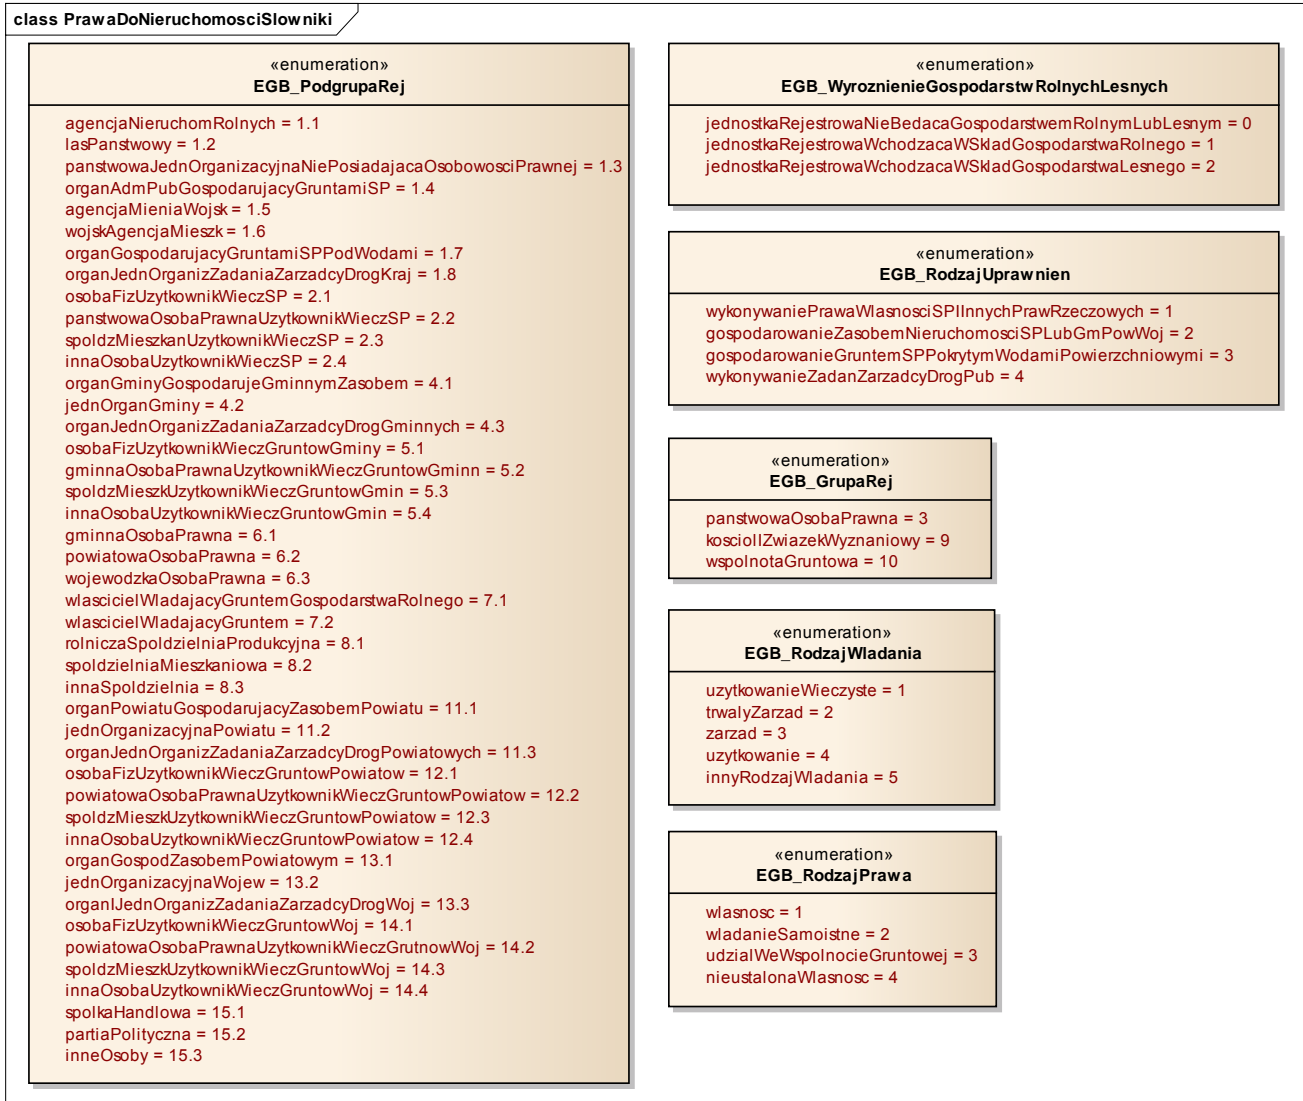 class PrawaDoNieruchomosciSlowniki
«enumeration»
EGB_PodgrupaRej
agencjaNieruchomRolnych = 1.1
lasPanstwowy = 1.2
panstwowaJednOrganizacyjnaNiePosiadajacaOsobowosciPrawnej = 1.3
organAdmPubGospodarujacyGruntamiSP = 1.4
agencjaMieniaWojsk = 1.5
wojskAgencjaMieszk = 1.6
organGospodarujacyGruntamiSPPodWodami = 1.7
organJednOrganizZadaniaZarzadcyDrogKraj = 1.8
osobaFizUzytkownikWieczSP = 2.1
panstwowaOsobaPrawnaUzytkownikWieczSP = 2.2
spoldzMieszkanUzytkownikWieczSP = 2.3
innaOsobaUzytkownikWieczSP = 2.4
organGminyGospodarujeGminnymZasobem = 4.1
jednOrganGminy = 4.2
organJednOrganizZadaniaZarzadcyDrogGminnych = 4.3
osobaFizUzytkownikWieczGruntowGminy = 5.1
gminnaOsobaPrawnaUzytkownikWieczGruntowGminn = 5.2
spoldzMieszkUzytkownikWieczGruntowGmin = 5.3
innaOsobaUzytkownikWieczGruntowGmin = 5.4
gminnaOsobaPrawna = 6.1
powiatowaOsobaPrawna = 6.2
wojewodzkaOsobaPrawna = 6.3
wlascicielWladajacyGruntemGospodarstwaRolnego = 7.1
wlascicielWladajacyGruntem = 7.2
rolniczaSpoldzielniaProdukcyjna = 8.1
spoldzielniaMieszkaniowa = 8.2
innaSpoldzielnia = 8.3
organPowiatuGospodarujacyZasobemPowiatu = 11.1
jednOrganizacyjnaPowiatu = 11.2
organJednOrganizZadaniaZarzadcyDrogPowiatowych = 11.3
osobaFizUzytkownikWieczGruntowPowiatow = 12.1
powiatowaOsobaPrawnaUzytkownikWieczGruntowPowiatow = 12.2
spoldzMieszkUzytkownikWieczGruntowPowiatow = 12.3
innaOsobaUzytkownikWieczGruntowPowiatow = 12.4
organGospodZasobemPowiatowym = 13.1
jednOrganizacyjnaWojew = 13.2
organIJednOrganizZadaniaZarzadcyDrogWoj = 13.3
osobaFizUzytkownikWieczGruntowWoj = 14.1
powiatowaOsobaPrawnaUzytkownikWieczGrutnowWoj = 14.2
spoldzMieszkUzytkownikWieczGruntowWoj = 14.3
innaOsobaUzytkownikWieczGruntowWoj = 14.4
spolkaHandlowa = 15.1
partiaPolityczna = 15.2
inneOsoby = 15.3
«enumeration»
EGB_WyroznienieGospodarstwRolnychLesnych
jednostkaRejestrowaNieBedacaGospodarstwemRolnymLubLesnym = 0
jednostkaRejestrowaWchodzacaWSkladGospodarstwaRolnego = 1
jednostkaRejestrowaWchodzacaWSkladGospodarstwaLesnego = 2
«enumeration»
EGB_RodzajUprawnien
wykonywaniePrawaWlasnosciSPIInnychPrawRzeczowych = 1
gospodarowanieZasobemNieruchomosciSPLubGmPowWoj = 2
gospodarowanieGruntemSPPokrytymWodamiPowierzchniowymi = 3
wykonywanieZadanZarzadcyDrogPub = 4
«enumeration»
EGB_GrupaRej
panstwowaOsobaPrawna = 3
kosciolIZwiazekWyznaniowy = 9
wspolnotaGruntowa = 10
«enumeration»
EGB_RodzajWladania
uzytkowanieWieczyste = 1
trwalyZarzad = 2
zarzad = 3
uzytkowanie = 4
innyRodzajWladania = 5
«enumeration»
EGB_RodzajPrawa
wlasnosc = 1
wladanieSamoistne = 2
udzialWeWspolnocieGruntowej = 3
nieustalonaWlasnosc = 4